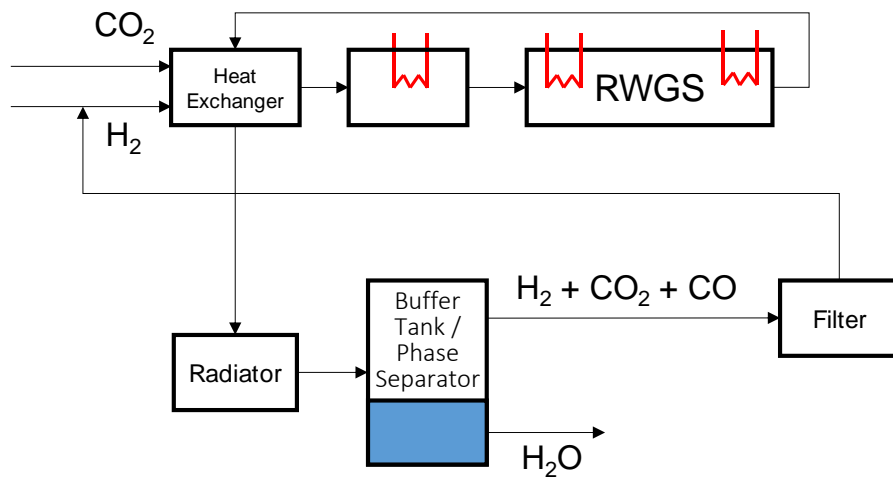 CO₂
Heat
Exchanger
H₂
RWGS
Buffer
Tank /
Phase
Separator
H₂ + CO₂ + CO
Filter
Radiator
H₂O